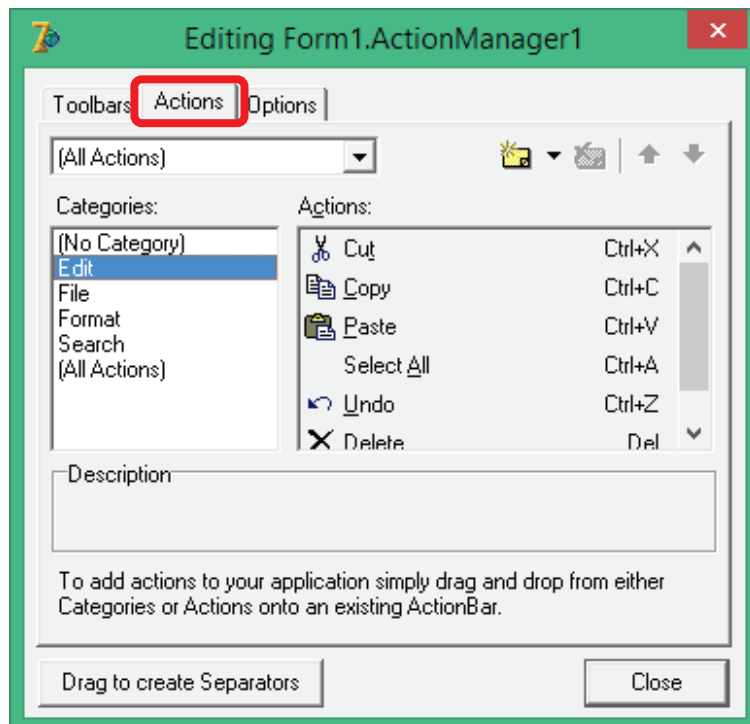 Editing Form1.ActionManager1
Toolbars Actions Options
(All Actions)
Categories: Actions:
(No Category)
Edit
File
Format
Search
(All Actions)
Cut Ctrl+X
Copy Ctrl+C
Paste Ctrl+V
Select All Ctrl+A
Undo Ctrl+Z
Delete Del
Description
To add actions to your application simply drag and drop from either
Categories or Actions onto an existing ActionBar.
Drag to create Separators Close